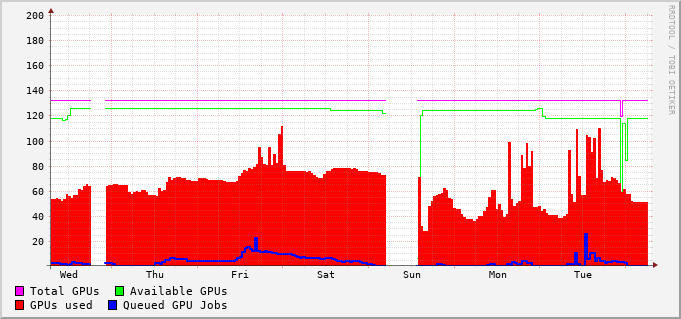 200
180
160
140
120
100
80
60
40
20
Wed Thu Fri Sat Sun Mon Tue
Total GPUs Available GPUs
GPUs used Queued GPU Jobs
RRDTOOL / TOBI OETIKER